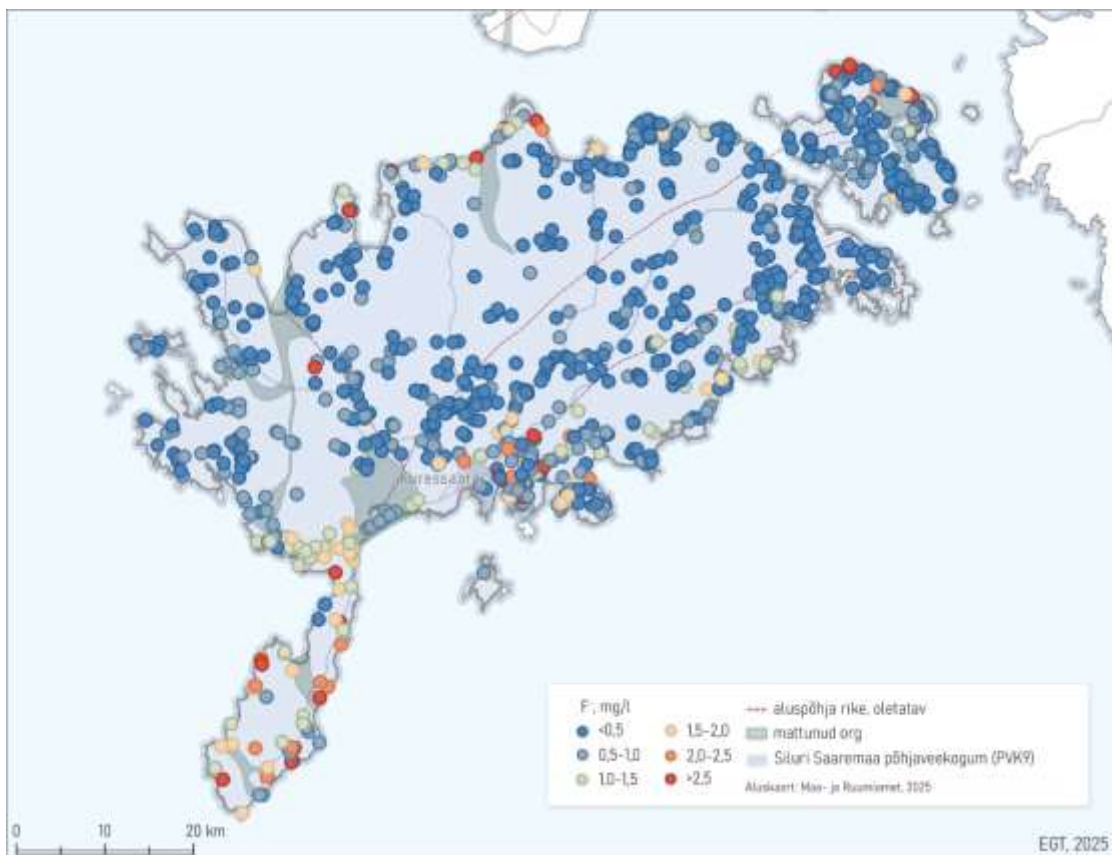 Kuressaare
F⁻, mg/l
<0,5
0,5–1,0
1,0–1,5
1,5–2,0
2,0–2,5
>2,5
aluspõhja rike, oletatav
mattunud org
Siluri Saaremaa põhjaveekogum (PVK9)
Aluskaart: Maa- ja Ruumiamet, 2025
0 10 20 km
EGT, 2025